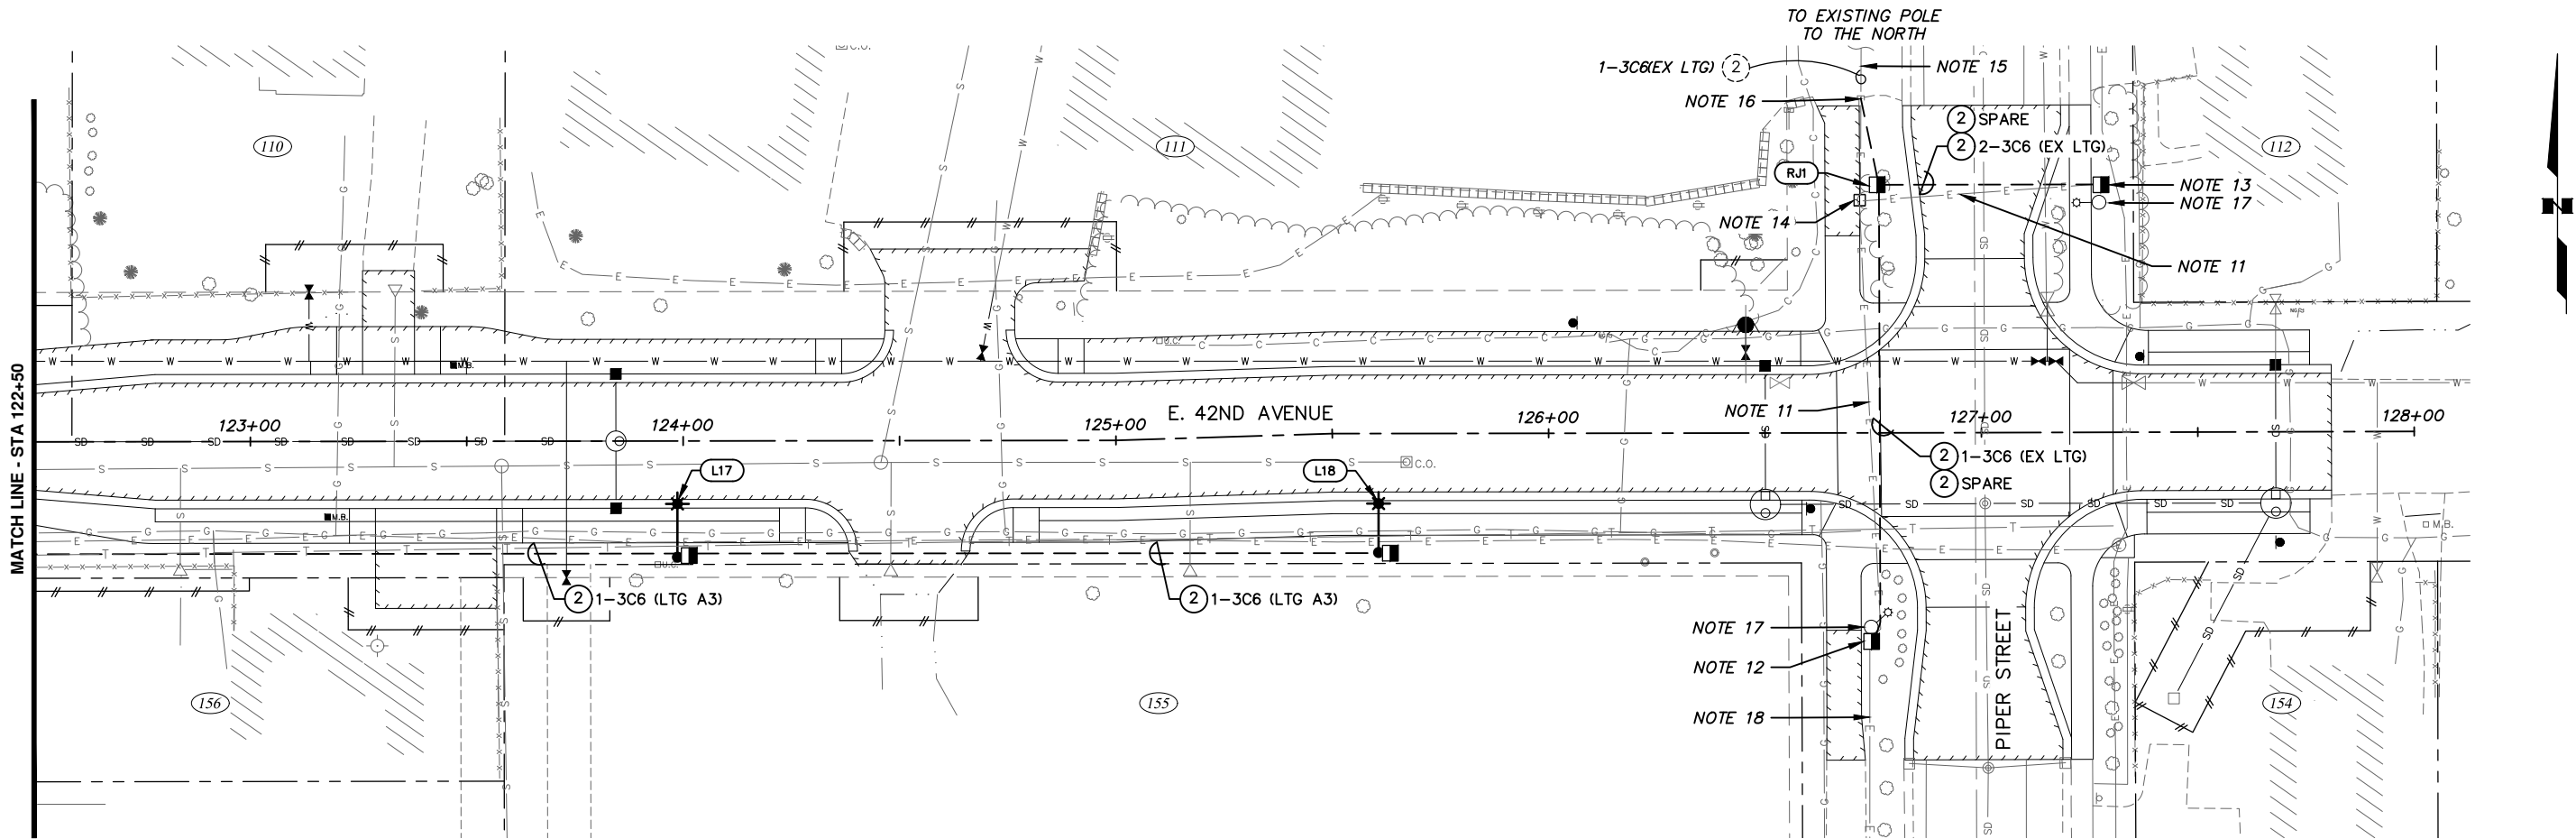 TO EXISTING POLE
TO THE NORTH
1-3C6(EX LTG) 2
NOTE 15
NOTE 16
C.O.
110
111
112
2 SPARE
2 2-3C6 (EX LTG)
RJ1
NOTE 13
NOTE 17
NOTE 14
NOTE 11
M.B.
MATCH LINE - STA 122+50
123+00
124+00
125+00
E. 42ND AVENUE
126+00
NOTE 11
127+00
128+00
2 1-3C6 (EX LTG)
2 SPARE
L17
L18
C.O.
M.B.
M.B.
U.C.
2 1-3C6 (LTG A3)
2 1-3C6 (LTG A3)
NOTE 17
NOTE 12
NOTE 18
PIPER STREET
156
155
154
N